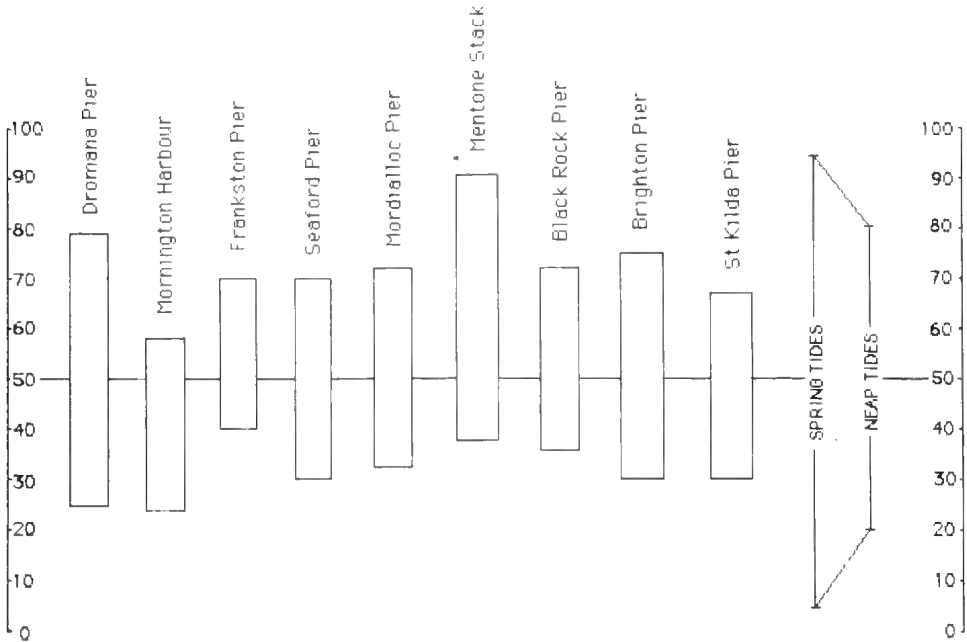 Dromana Pier
Mornington Harbour
Frankston Pier
Seaford Pier
Mordialloc Pier
Mentone Stack
Black Rock Pier
Brighton Pier
St Kilda Pier
SPRING TIDES
NEAP TIDES
100
90
80
70
60
50
40
30
20
10
0
100
90
80
70
60
50
40
30
20
10
0